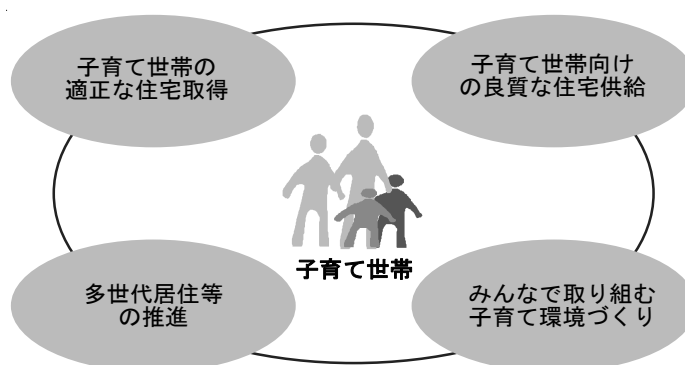 子育て世帯の
適正な住宅取得
子育て世帯向け
の良質な住宅供給
子育て世帯
多世代居住等
の推進
みんなで取り組む
子育て環境づくり